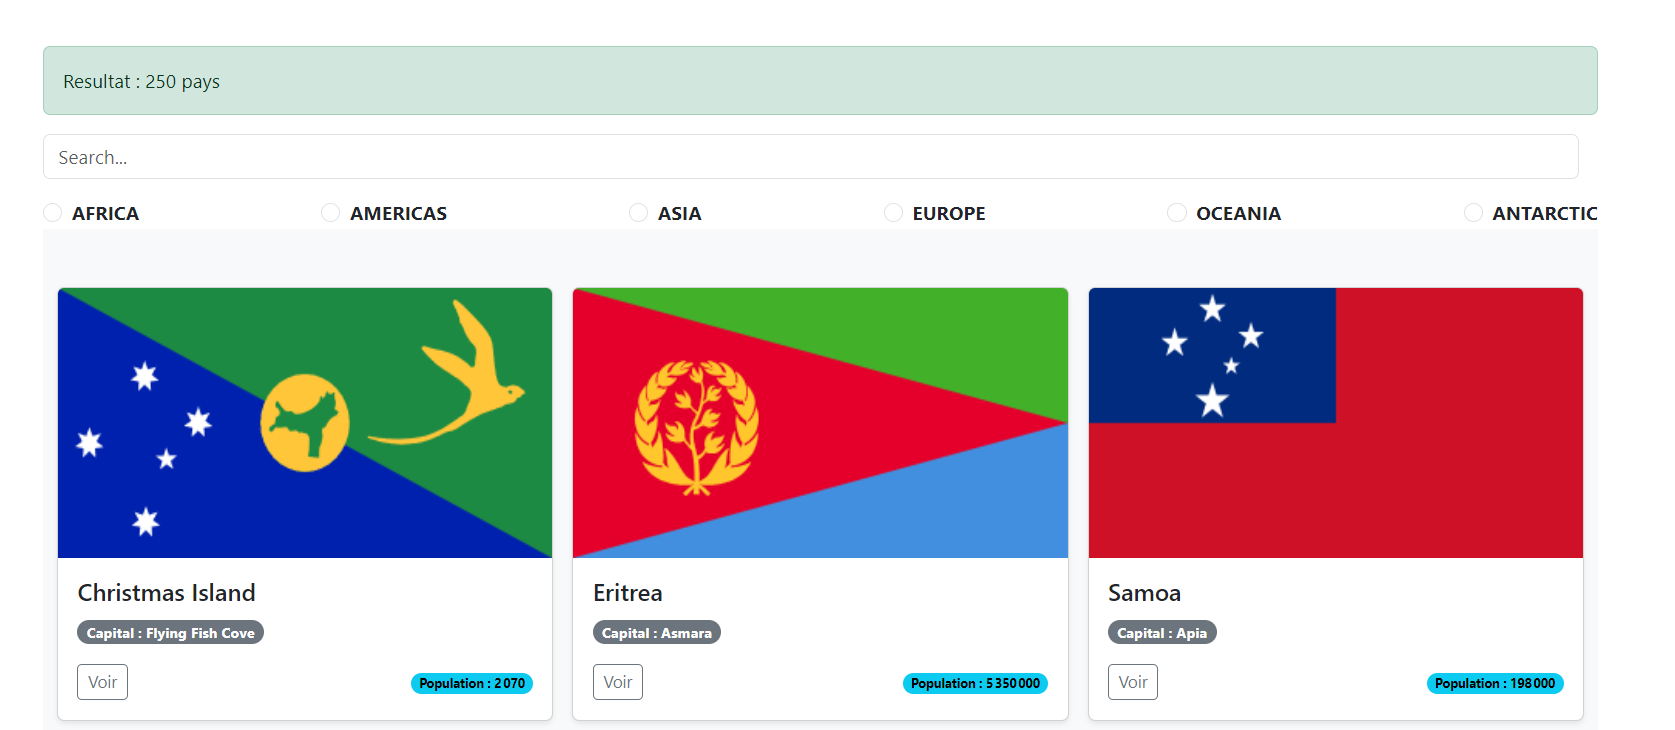 Resultat : 250 pays
Search...
AFRICA AMERICAS ASIA EUROPE OCEANIA ANTARCTIC
Christmas Island
Capital : Flying Fish Cove
Voir
Population : 2 070
Eritrea
Capital : Asmara
Voir
Population : 5 350 000
Samoa
Capital : Apia
Voir
Population : 198 000